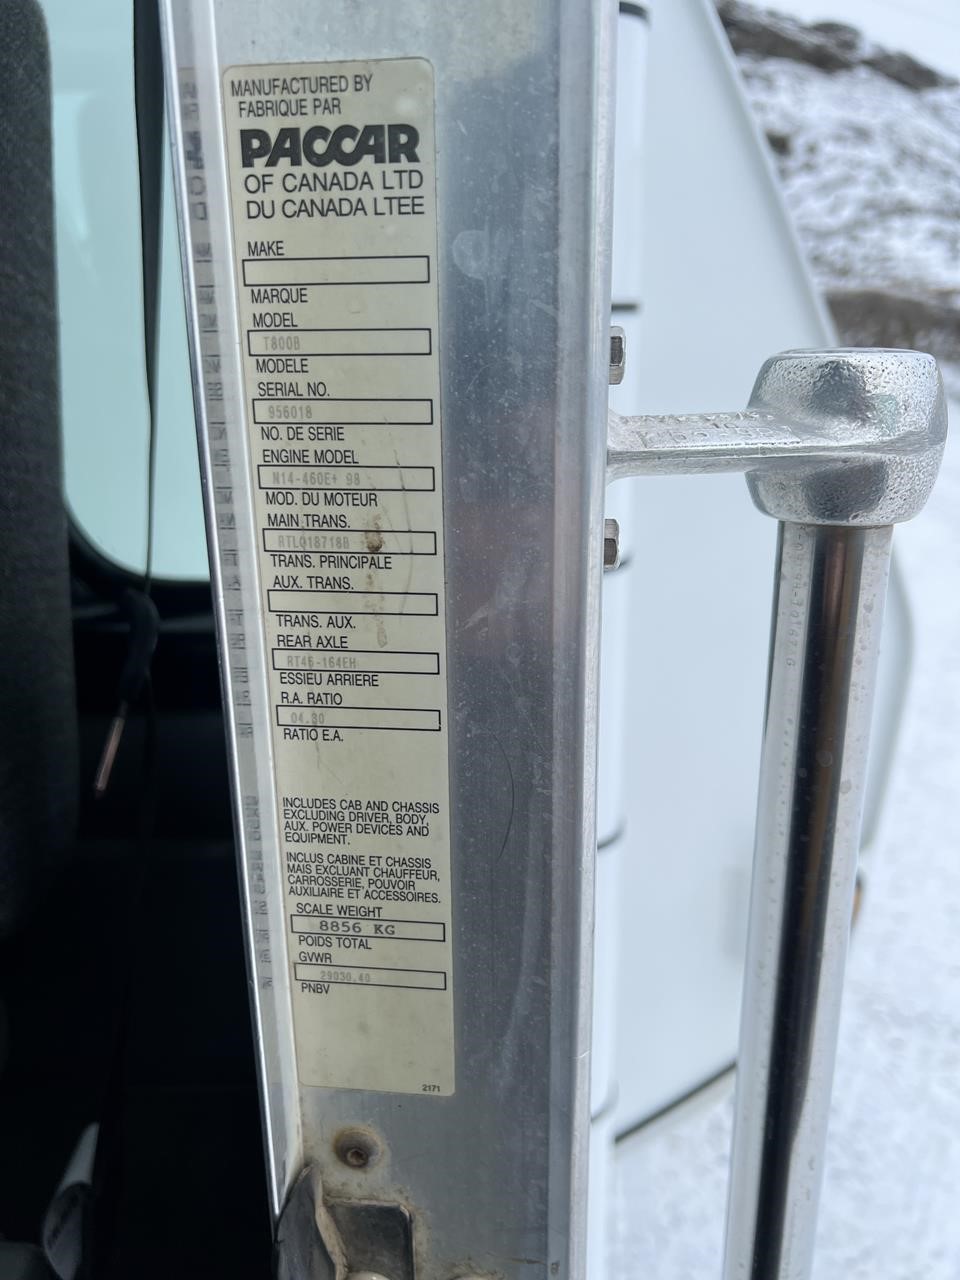 MANUFACTURED BY
FABRIQUE PAR
PACCAR
OF CANADA LTD
DU CANADA LTEE
MAKE
MARQUE
MODEL
T800B
MODELE
SERIAL NO.
956018
NO. DE SERIE
ENGINE MODEL
N14-460E+ 98
MOD. DU MOTEUR
MAIN TRANS.
RTLO18718B
TRANS. PRINCIPALE
AUX. TRANS.
TRANS. AUX.
REAR AXLE
RT46-164EH
ESSIEU ARRIERE
R.A. RATIO
04.30
RATIO E.A.
INCLUDES CAB AND CHASSIS
EXCLUDING DRIVER, BODY,
AUX. POWER DEVICES AND
EQUIPMENT.
INCLUS CABINE ET CHASSIS
MAIS EXCLUANT CHAUFFEUR,
CARROSSERIE, POUVOIR
AUXILIAIRE ET ACCESSOIRES.
SCALE WEIGHT
8856 KG
POIDS TOTAL
GVWR
29030.40
PNBV
2171